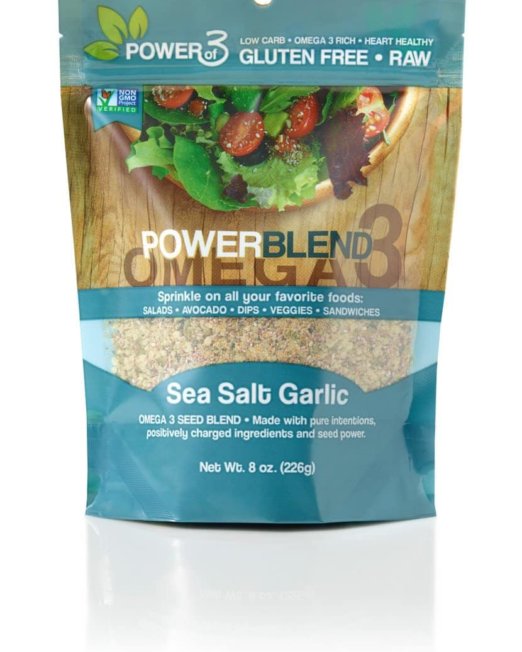 POWER of 3
LOW CARB • OMEGA 3 RICH • HEART HEALTHY
GLUTEN FREE • RAW
NON
GMO
Project
VERIFIED
POWERBLEND
OMEGA 3
Sprinkle on all your favorite foods:
SALADS • AVOCADO • DIPS • VEGGIES • SANDWICHES
Sea Salt Garlic
OMEGA 3 SEED BLEND • Made with pure intentions,
positively charged ingredients and seed power.
Net Wt. 8 oz. (226g)